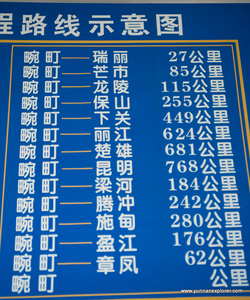 程路线示意图
畹町——瑞丽 27公里
畹町——芒市 85公里
畹町——龙陵 115公里
畹町——保山 255公里
畹町——下关 449公里
畹町——丽江 624公里
畹町——楚雄 681公里
畹町——昆明 768公里
畹町——梁河 184公里
畹町——腾冲 242公里
畹町——施甸 280公里
畹町——盈江 176公里
畹町——章凤 62公里
畹町 公里
www.yunnanexplorer.com